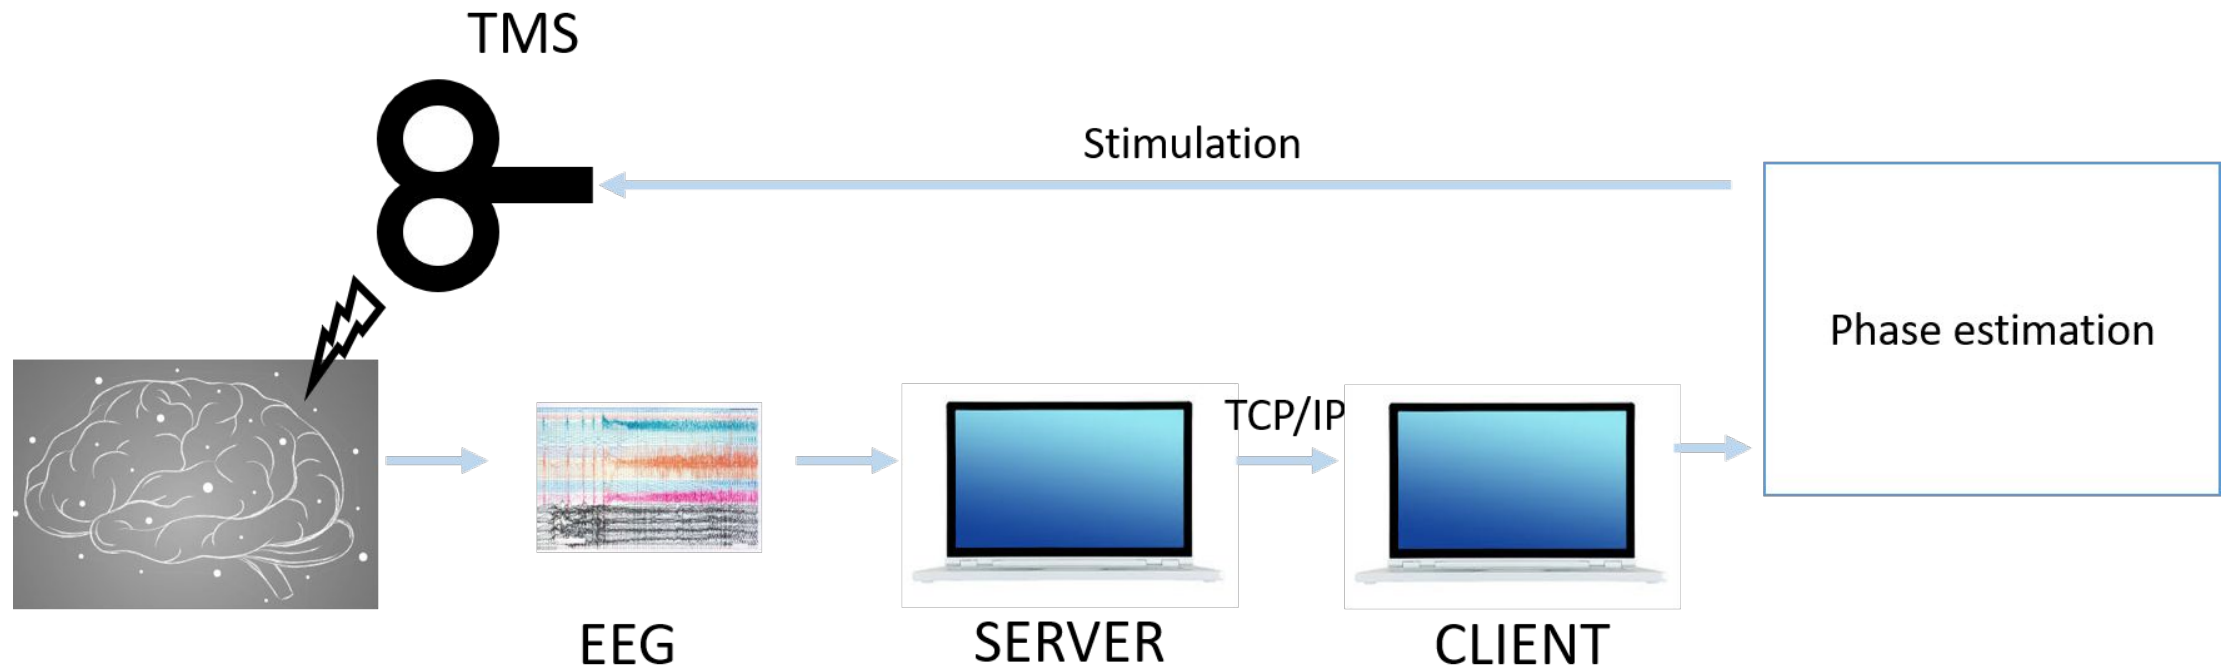 TMS
Stimulation
Phase estimation
TCP/IP
EEG
SERVER
CLIENT